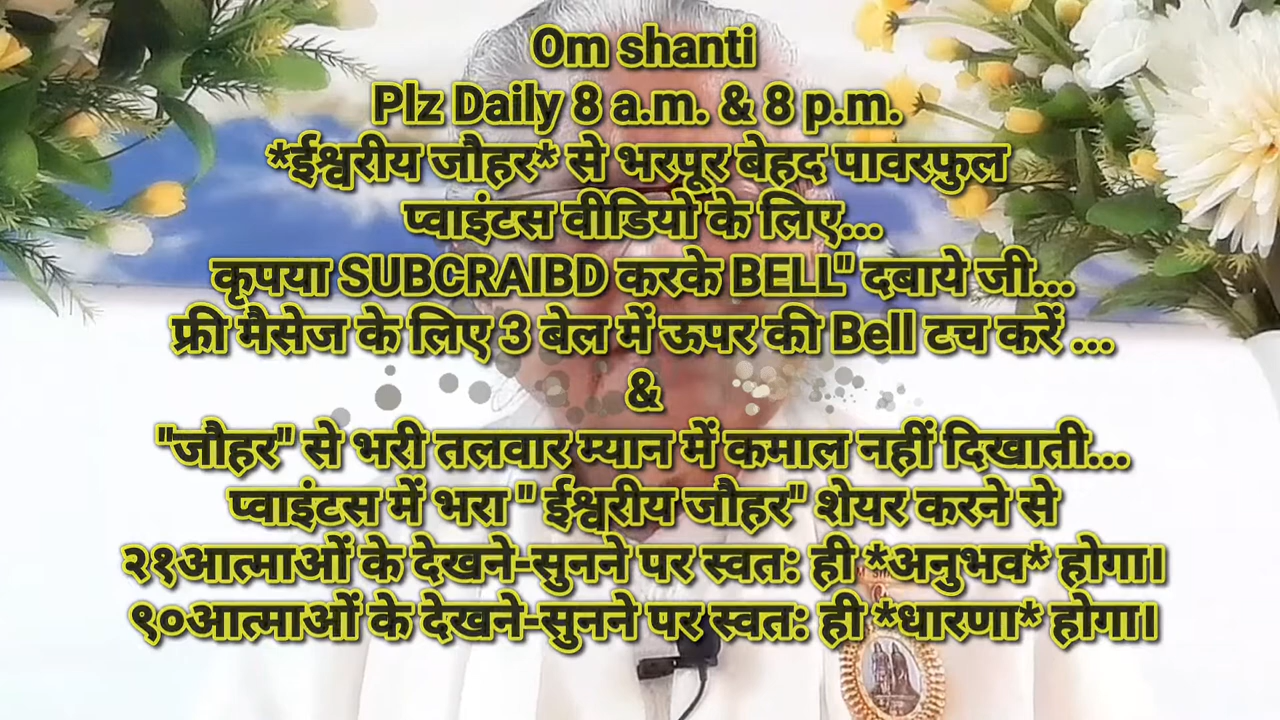 Om shanti
Plz Daily 8 a.m. & 8 p.m.
*ईश्वरीय जौहर* से भरपूर बेहद पावरफुल
प्वाइंटस वीडियो के लिए...
कृपया SUBCRAIBD करके BELL" दबाये जी...
फ्री मैसेज के लिए 3 बेल में ऊपर की Bell टच करें ...
&
"जौहर" से भरी तलवार म्यान में कमाल नहीं दिखाती...
प्वाइंटस में भरा " ईश्वरीय जौहर" शेयर करने से
२१आत्माओं के देखने-सुनने पर स्वत: ही *अनुभव* होगा।
९०आत्माओं के देखने-सुनने पर स्वत: ही *धारणा* होगा।